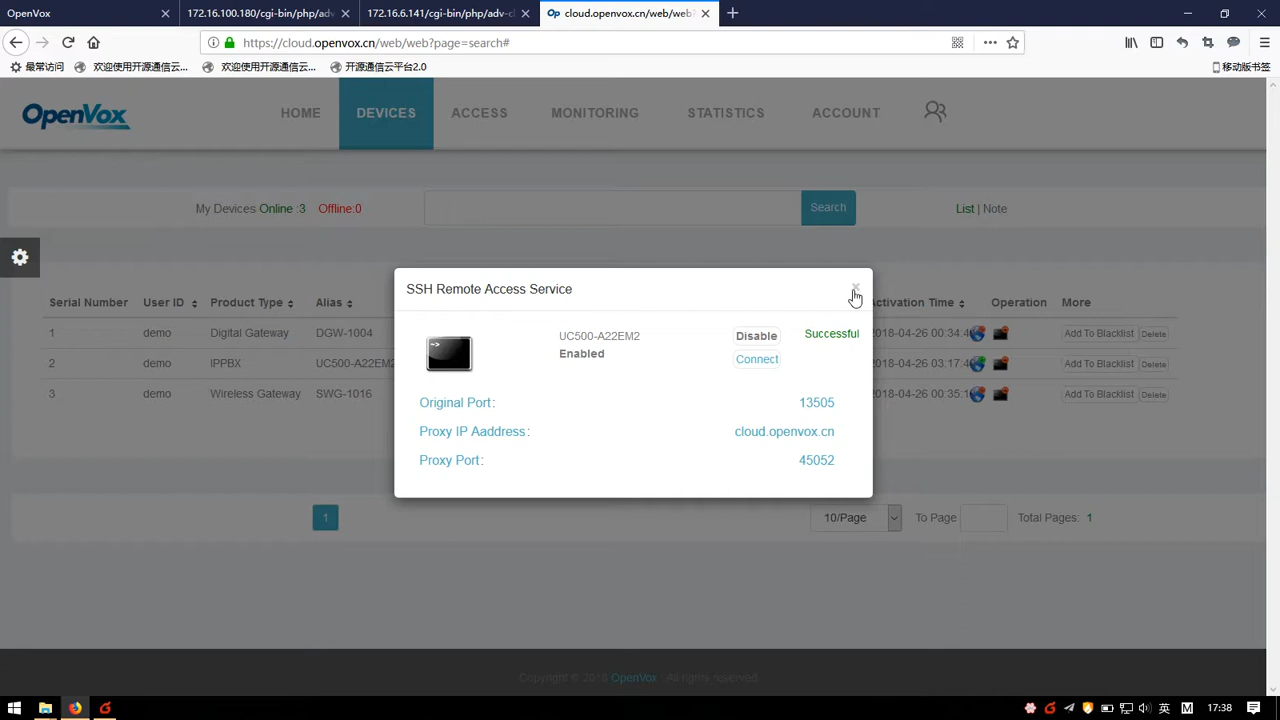 OpenVox
172.16.100.180/cgi-bin/php/adv
172.16.6.141/cgi-bin/php/adv-c
cloud.openvox.cn/web/web?
https://cloud.openvox.cn/web/web?page=search#
最常访问 欢迎使用开源通信云... 欢迎使用开源通信云... 开源通信云平台2.0 移动版书签
OpenVox HOME DEVICES ACCESS MONITORING STATISTICS ACCOUNT
My Devices Online :3 Offline:0 Search List | Note
SSH Remote Access Service ×
UC500-A22EM2 Disable Successful
Enabled Connect
Original Port: 13505
Proxy IP Aaddress: cloud.openvox.cn
Proxy Port: 45052
Serial Number User ID Product Type Alias Activation Time Operation More
1 demo Digital Gateway DGW-1004 2018-04-26 00:34:4 Add To Blacklist Delete
2 demo IPPBX UC500-A22EM2 2018-04-26 03:17:4 Add To Blacklist Delete
3 demo Wireless Gateway SWG-1016 2018-04-26 00:35:1 Add To Blacklist Delete
1 10/Page To Page Total Pages: 1
Copyright © OpenVox . All rights reserved.
英 M 17:38